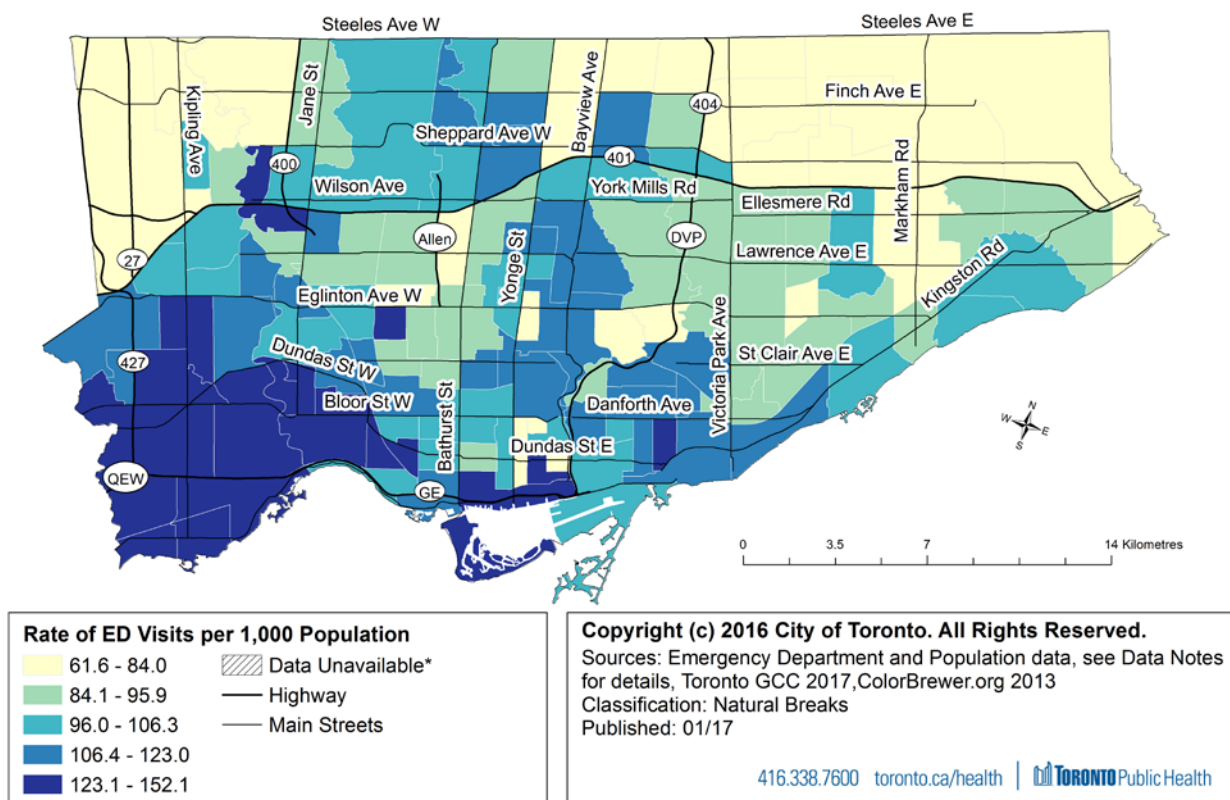 Steeles Ave W
Steeles Ave E
Kipling Ave
Jane St
Bayview Ave
404
Finch Ave E
Sheppard Ave W
400
401
Markham Rd
Wilson Ave
York Mills Rd
Ellesmere Rd
27
Allen
Yonge St
DVP
Lawrence Ave E
Kingston Rd
Eglinton Ave W
427
Dundas St W
Victoria Park Ave
St Clair Ave E
Bloor St W
Bathurst St
Danforth Ave
Dundas St E
N
W
E
S
QEW
GE
0
3.5
7
14 Kilometres
Rate of ED Visits per 1,000 Population
61.6 - 84.0
84.1 - 95.9
96.0 - 106.3
106.4 - 123.0
123.1 - 152.1
Data Unavailable*
Highway
Main Streets
Copyright (c) 2016 City of Toronto. All Rights Reserved.
Sources: Emergency Department and Population data, see Data Notes
for details, Toronto GCC 2017,ColorBrewer.org 2013
Classification: Natural Breaks
Published: 01/17
416.338.7600 toronto.ca/health
TORONTO Public Health